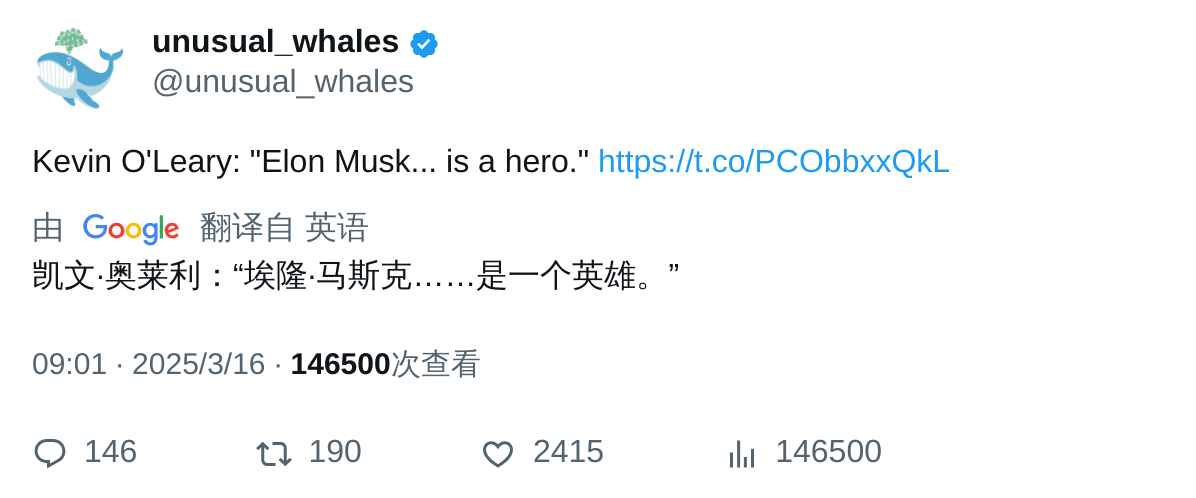 unusual_whales
@unusual_whales
Kevin O'Leary: "Elon Musk... is a hero." https://t.co/PCObbxxQkL
由 Google 翻译自 英语
凯文·奥莱利：“埃隆·马斯克……是一个英雄。”
09:01 · 2025/3/16 · 146500次查看
146 190 2415 146500